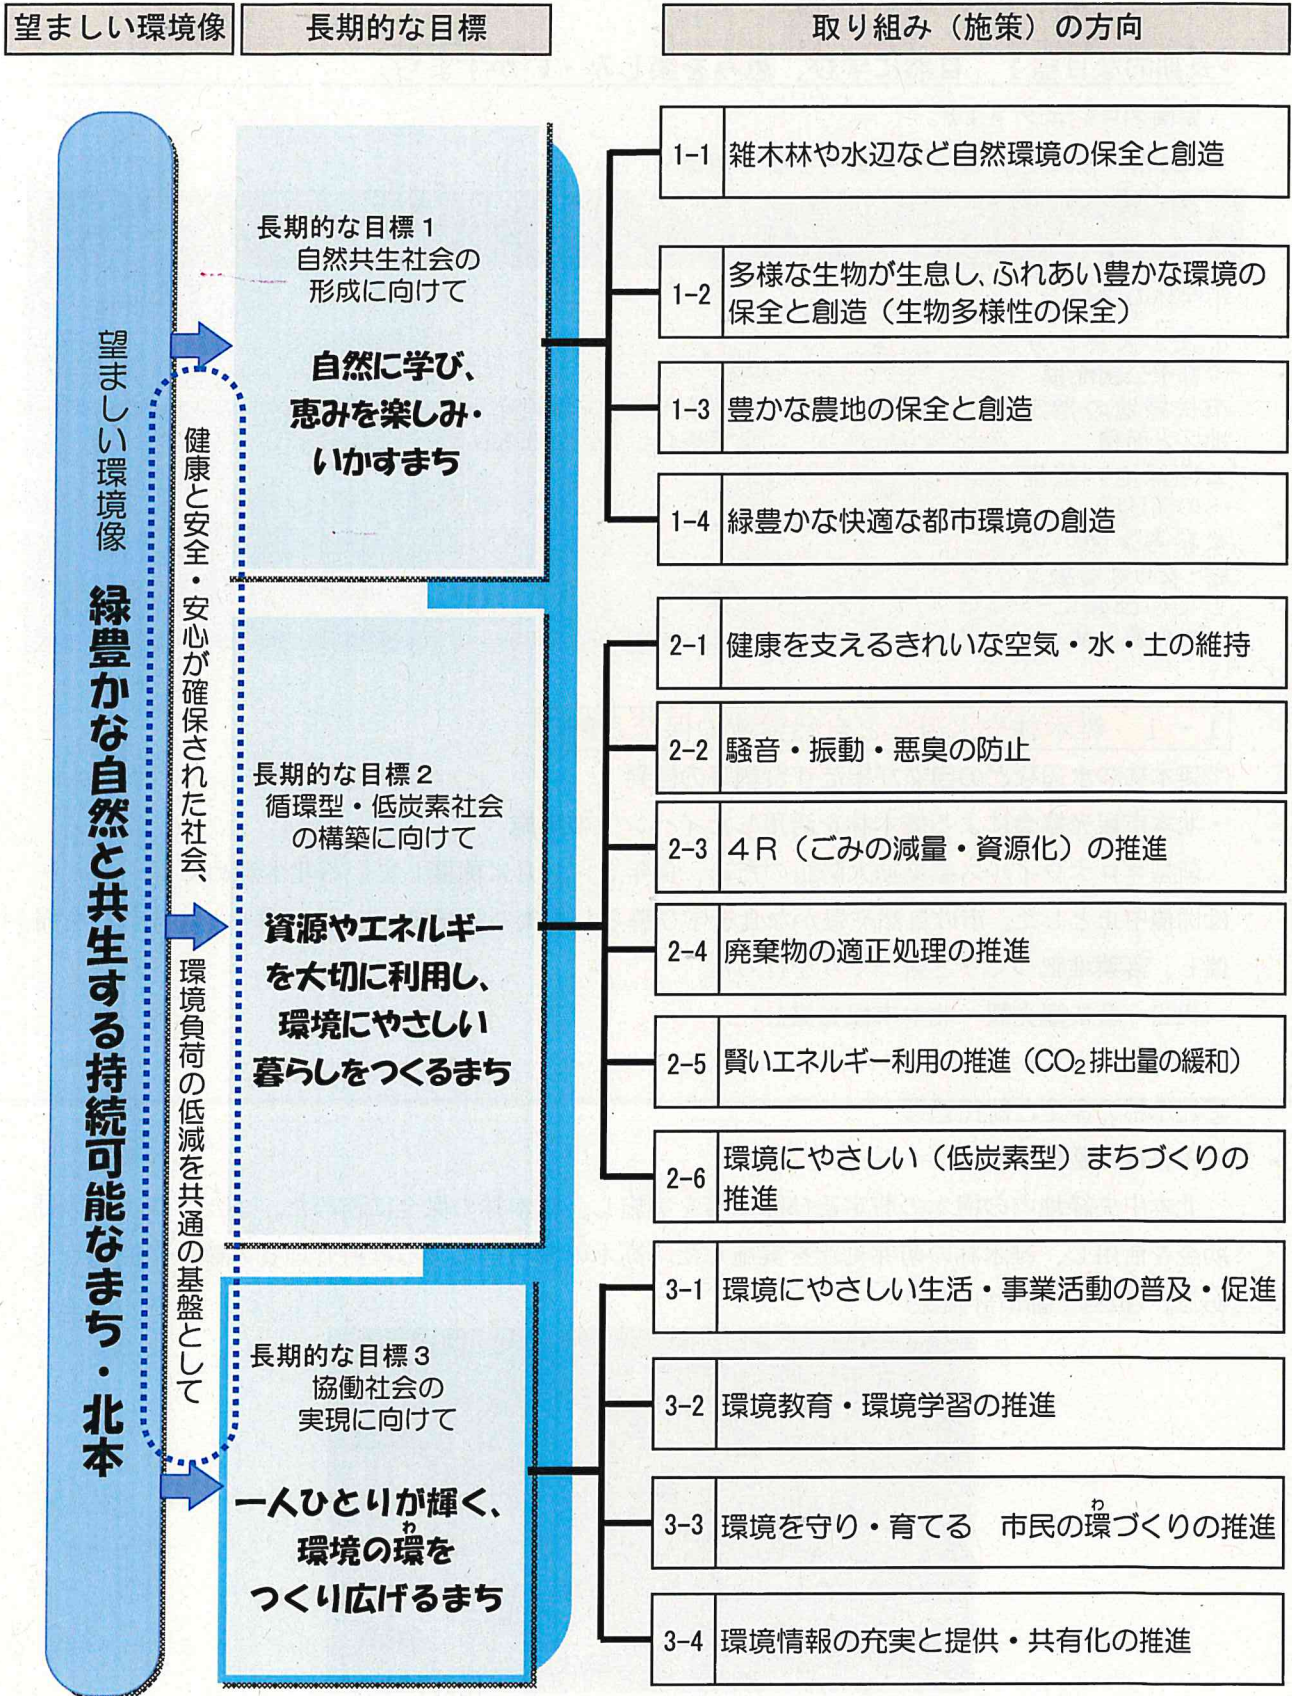 望ましい環境像
長期的な目標
取り組み（施策）の方向
望ましい環境像　緑豊かな自然と共生する持続可能なまち・北本
健康と安全・安心が確保された社会、環境負荷の低減を共通の基盤として
長期的な目標1
自然共生社会の
形成に向けて
自然に学び、
恵みを楽しみ・
いかすまち
1-1 雑木林や水辺など自然環境の保全と創造
1-2 多様な生物が生息し、ふれあい豊かな環境の
保全と創造（生物多様性の保全）
1-3 豊かな農地の保全と創造
1-4 緑豊かな快適な都市環境の創造
長期的な目標2
循環型・低炭素社会
の構築に向けて
資源やエネルギー
を大切に利用し、
環境にやさしい
暮らしをつくるまち
2-1 健康を支えるきれいな空気・水・土の維持
2-2 騒音・振動・悪臭の防止
2-3 4R（ごみの減量・資源化）の推進
2-4 廃棄物の適正処理の推進
2-5 賢いエネルギー利用の推進（CO₂排出量の緩和）
2-6 環境にやさしい（低炭素型）まちづくりの
推進
長期的な目標3
協働社会の
実現に向けて
一人ひとりが輝く、
わ
環境の環を
つくり広げるまち
3-1 環境にやさしい生活・事業活動の普及・促進
3-2 環境教育・環境学習の推進
わ
3-3 環境を守り・育てる　市民の環づくりの推進
3-4 環境情報の充実と提供・共有化の推進